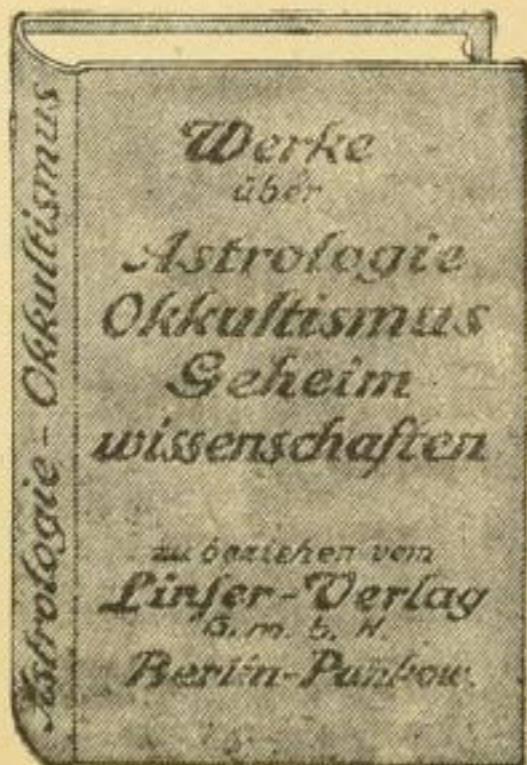 Astrologie - Okkultismus
Werke
über
Astrologie
Okkultismus
Geheim
wissenschaften
zu beziehen vom
Linser-Verlag
G. m. b. H.
Berlin-Pankow.